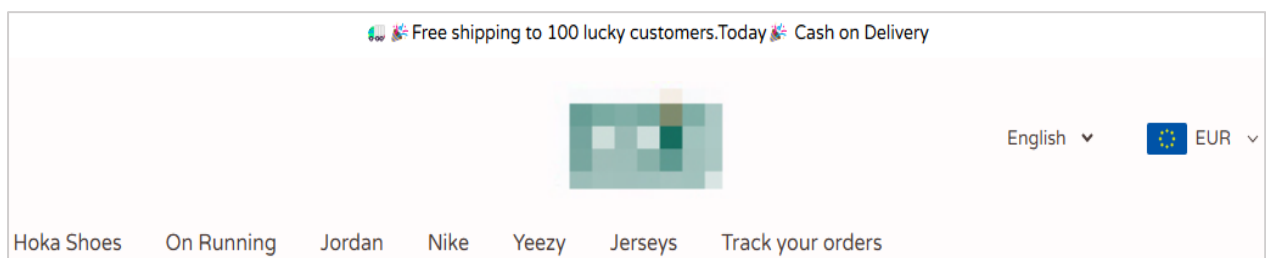 🚛 🎉 Free shipping to 100 lucky customers.Today 🎉 Cash on Delivery
English
EUR
Hoka Shoes On Running Jordan Nike Yeezy Jerseys Track your orders